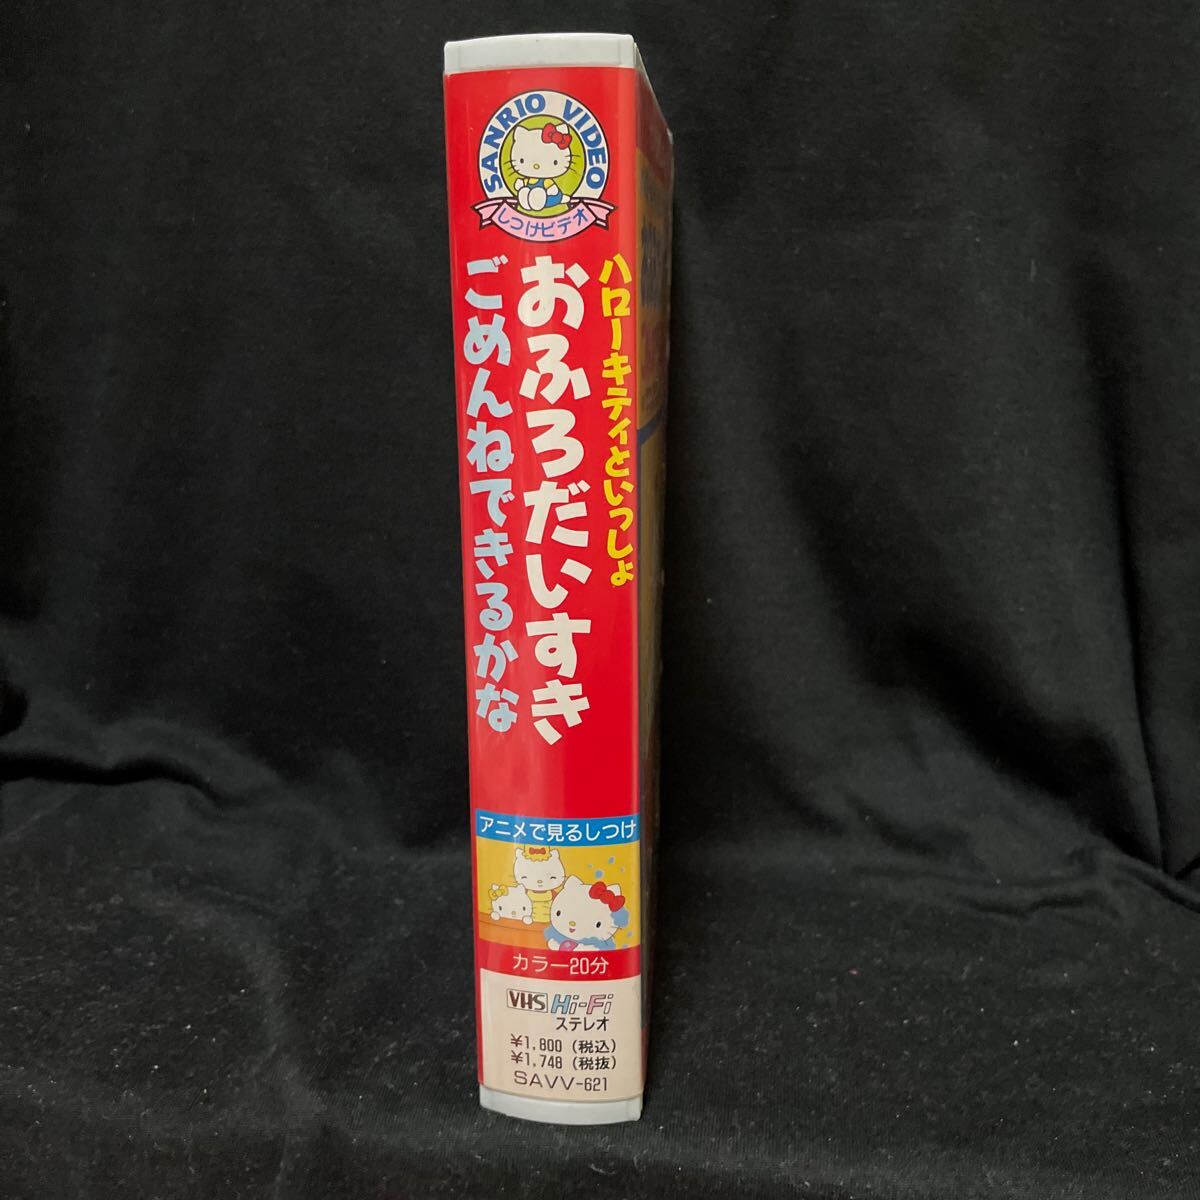 SANRIO VIDEO
しつけビデオ
ハローキティといっしょ
おふろだいすき
ごめんねできるかな
アニメで見るしつけ
カラー20分
VHS Hi-Fi
ステレオ
¥1,800(税込)
¥1,748(税抜)
SAVV-621